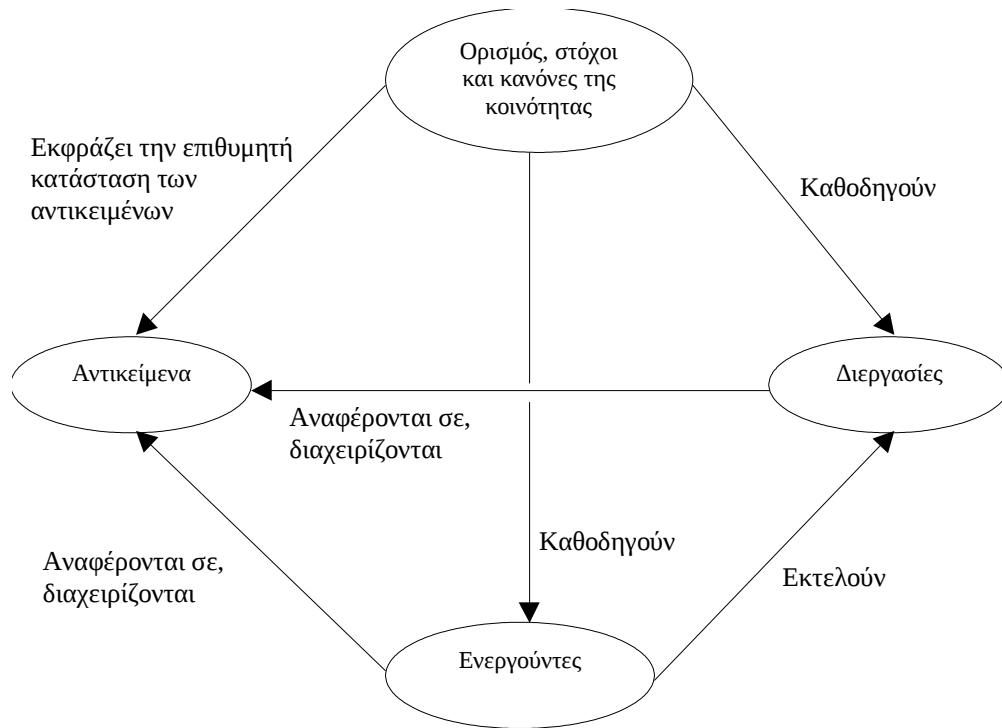 Ορισμός, στόχοι
και κανόνες της
κοινότητας
Εκφράζει την επιθυμητή
κατάσταση των
αντικειμένων
Καθοδηγούν
Αντικείμενα
Διεργασίες
Αναφέρονται σε,
διαχειρίζονται
Καθοδηγούν
Αναφέρονται σε,
διαχειρίζονται
Εκτελούν
Ενεργούντες